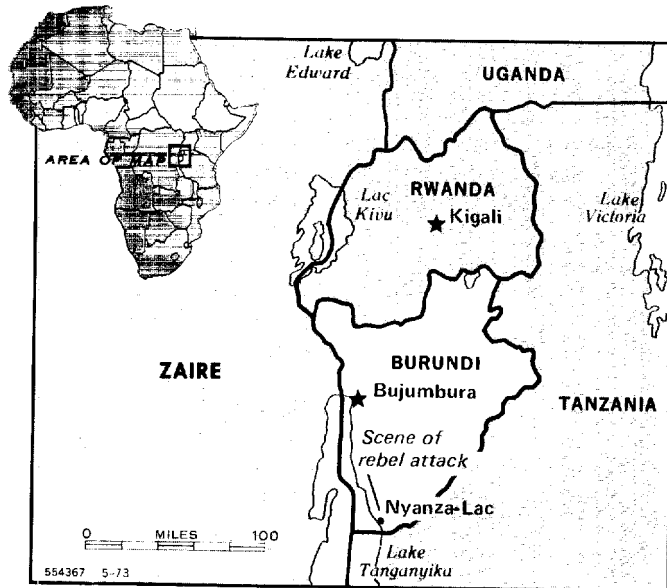 Lake
Edward
UGANDA
AREA OF MAP
Lac
Kivu
RWANDA
Kigali
Lake
Victoria
ZAIRE
BURUNDI
Bujumbura
TANZANIA
Scene of
rebel attack
Nyanza-Lac
0 MILES 100
Lake
Tanganyika
554367 5-73